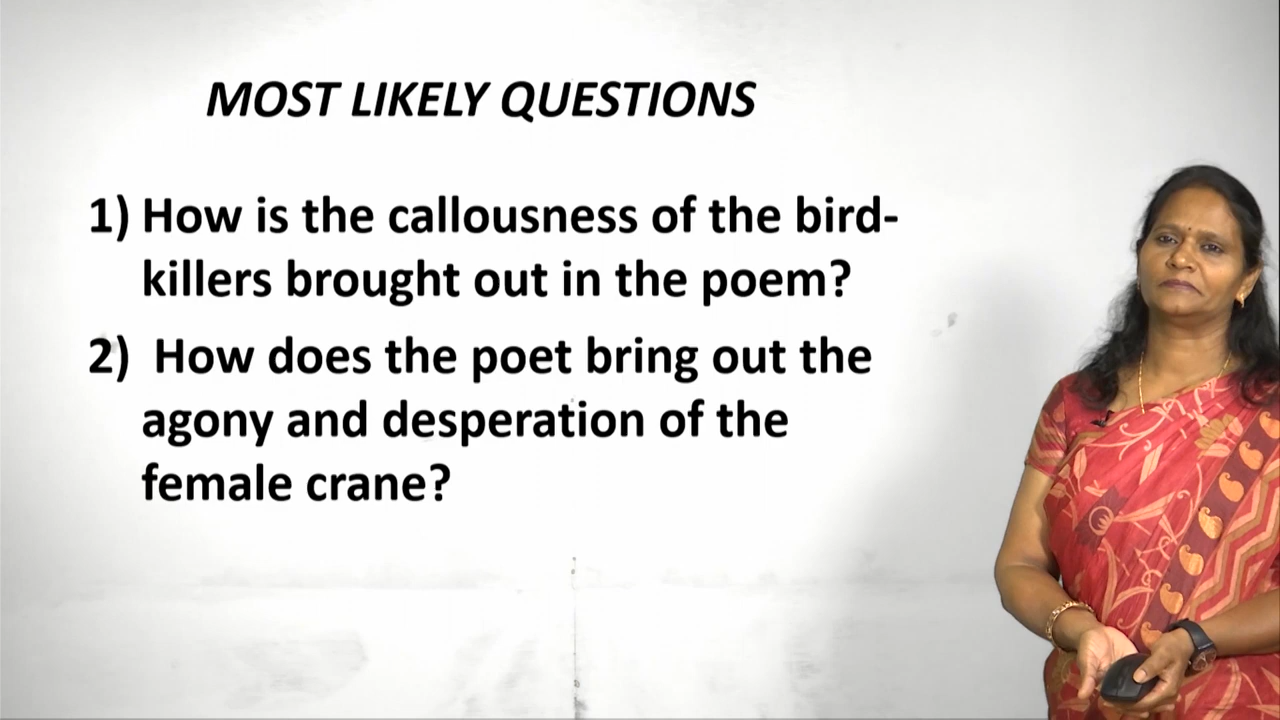 MOST LIKELY QUESTIONS
1) How is the callousness of the bird-
killers brought out in the poem?
2) How does the poet bring out the
agony and desperation of the
female crane?